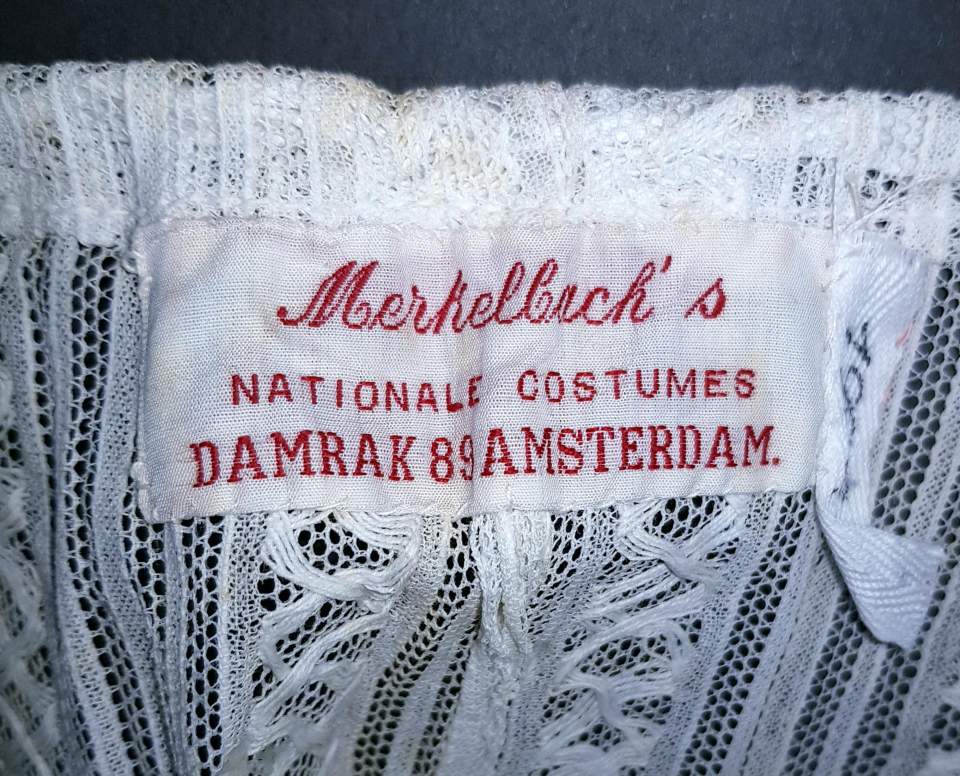 Merkelbach's
NATIONALE COSTUMES
DAMRAK 89 AMSTERDAM.